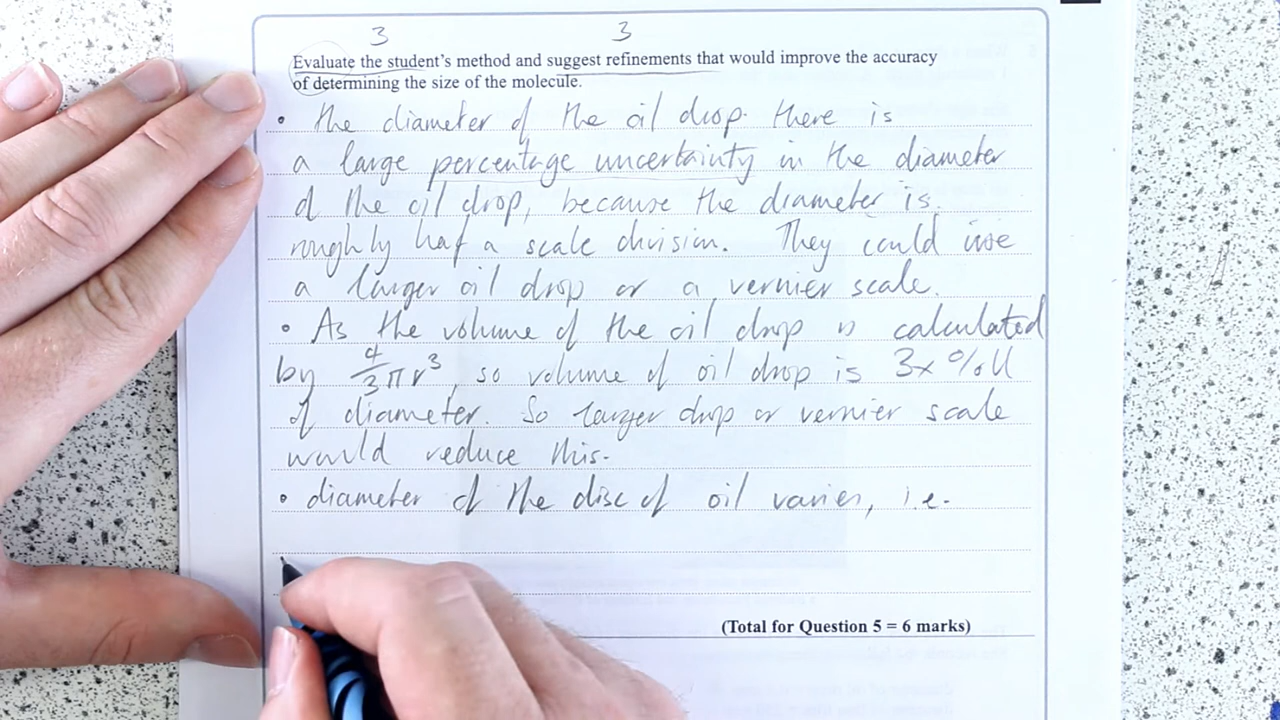 3 3
Evaluate the student's method and suggest refinements that would improve the accuracy
of determining the size of the molecule.
• the diameter of the oil drop. there is
a large percentage uncertainty in the diameter
of the oil drop, because the diameter is.
roughly half a scale division. They could use
a larger oil drop or a vernier scale.
• As the volume of the oil drop is calculated
by 4/3 π r³, so volume of oil drop is 3x %U
of diameter. So larger drop or vernier scale
would reduce this.
• diameter of the disc of oil varies, i.e.
(Total for Question 5 = 6 marks)